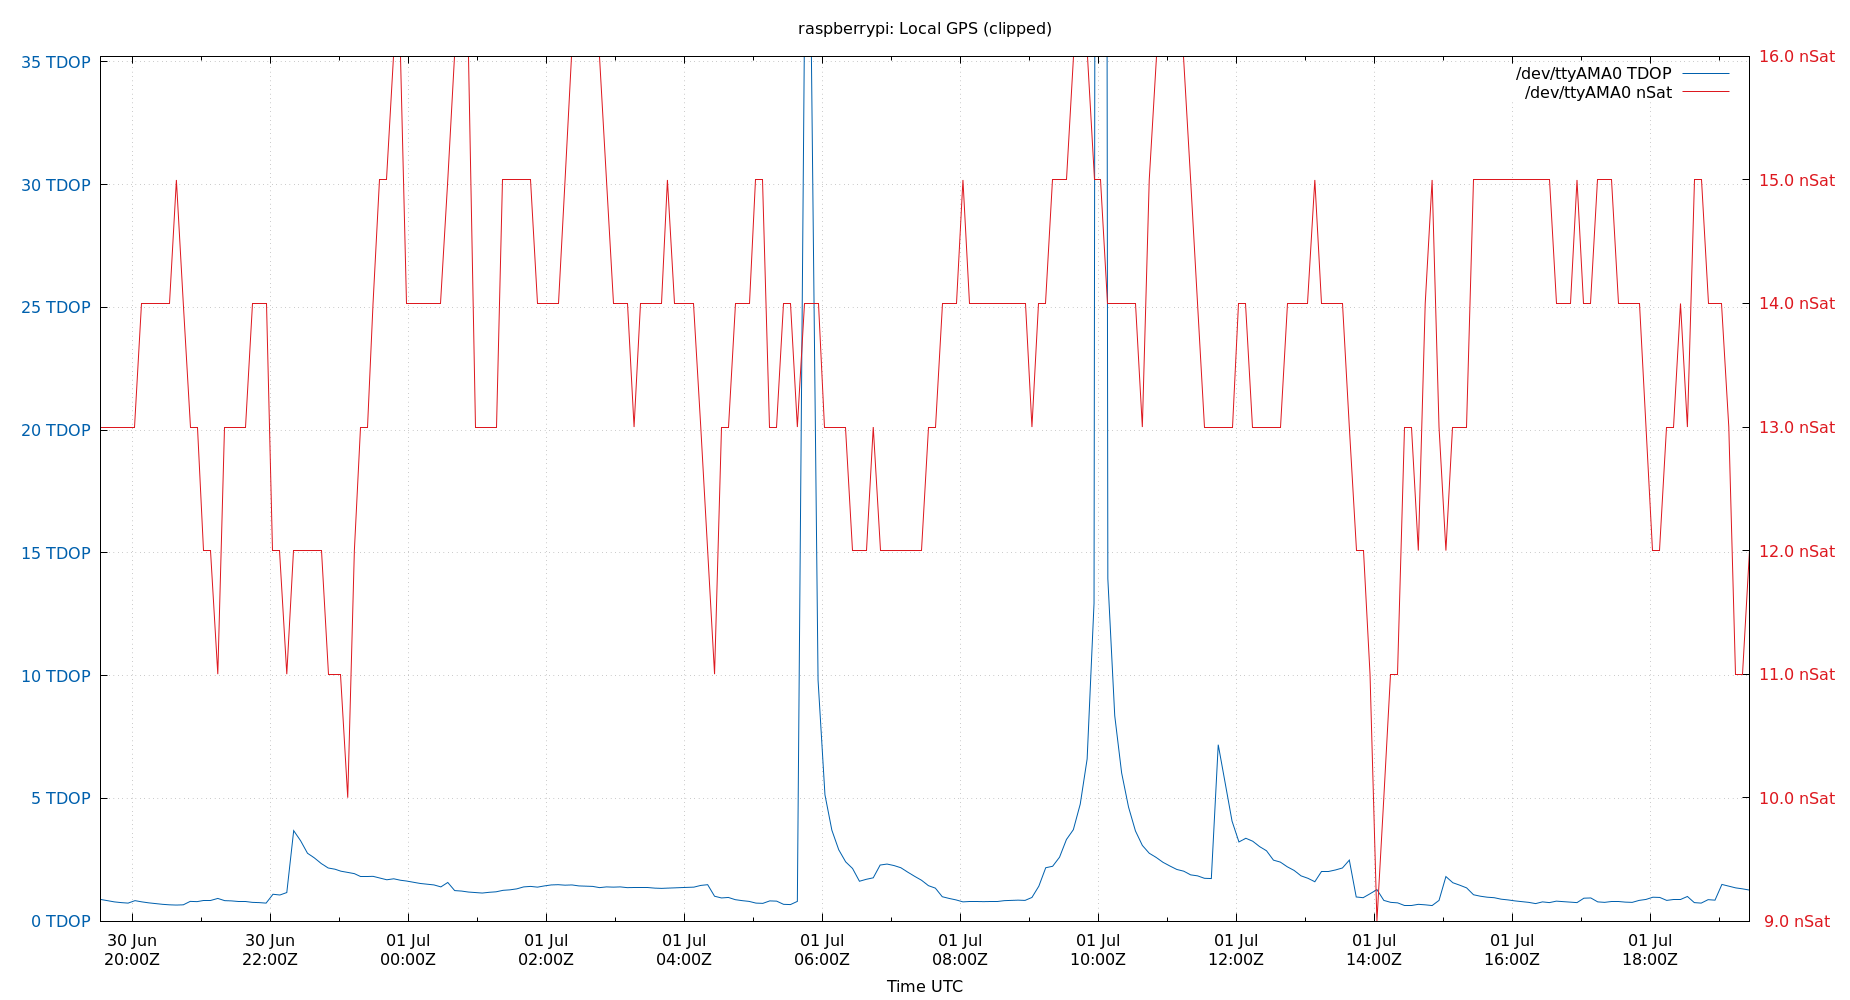 raspberrypi: Local GPS (clipped)
35 TDOP
30 TDOP
25 TDOP
20 TDOP
15 TDOP
10 TDOP
5 TDOP
0 TDOP
16.0 nSat
15.0 nSat
14.0 nSat
13.0 nSat
12.0 nSat
11.0 nSat
10.0 nSat
9.0 nSat
/dev/ttyAMA0 TDOP
/dev/ttyAMA0 nSat
30 Jun
20:00Z
30 Jun
22:00Z
01 Jul
00:00Z
01 Jul
02:00Z
01 Jul
04:00Z
01 Jul
06:00Z
01 Jul
08:00Z
01 Jul
10:00Z
01 Jul
12:00Z
01 Jul
14:00Z
01 Jul
16:00Z
01 Jul
18:00Z
Time UTC